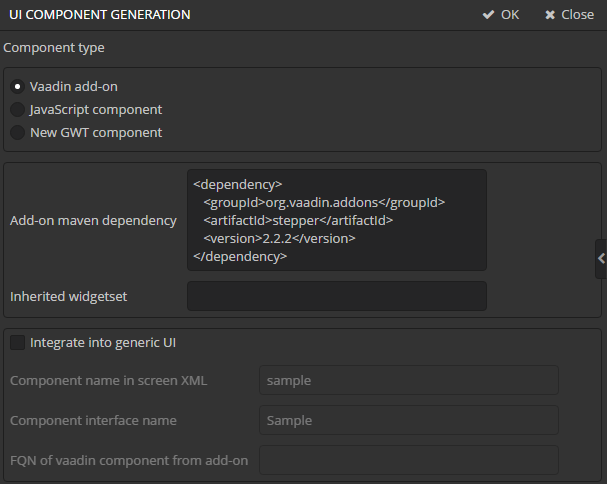 UI COMPONENT GENERATION
OK
Close
Component type
Vaadin add-on
JavaScript component
New GWT component
Add-on maven dependency
<dependency>
<groupId>org.vaadin.addons</groupId>
<artifactId>stepper</artifactId>
<version>2.2.2</version>
</dependency>
Inherited widgetset
Integrate into generic UI
Component name in screen XML
sample
Component interface name
Sample
FQN of vaadin component from add-on